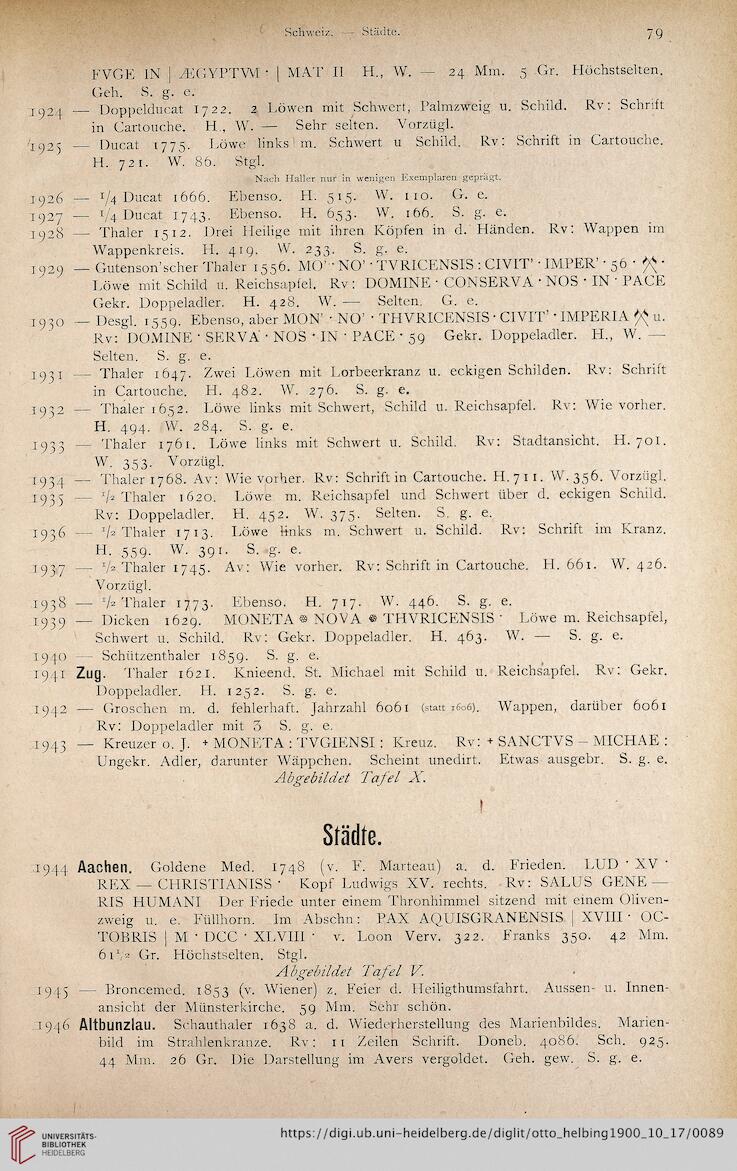 Schweiz. — Städte. 79
FVGE IN | ÆGYPTVM · | MAT II H., W. — 24 Mm. 5 Gr. Höchstselten.
Geh. S. g. e.
1924 — Doppelducat 1722. 2 Löwen mit Schwert, Palmzweig u. Schild. Rv: Schrift
in Cartouche. H., W. — Sehr selten. Vorzügl.
1925 — Ducat 1775. Löwe links m. Schwert u Schild. Rv: Schrift in Cartouche.
H. 721. W. 86. Stgl.
Nach Haller nur in wenigen Exemplaren geprägt.
1926 — 1/4 Ducat 1666. Ebenso. H. 515. W. 110. G. e.
1927 — 1/4 Ducat 1743. Ebenso. H. 653. W. 166. S. g. e.
1928 — Thaler 1512. Drei Heilige mit ihren Köpfen in d. Händen. Rv: Wappen im
Wappenkreis. H. 419. W. 233. S. g. e.
1929 — Gutenson'scher Thaler 1556. MO' · NO' · TVRICENSIS : CIVIT' · IMPER' · 56 ·
Löwe mit Schild u. Reichsapfel. Rv: DOMINE · CONSERVA · NOS · IN · PACE
Gekr. Doppeladler. H. 428. W. — Selten. G. e.
1930 — Desgl. 1559. Ebenso, aber MON' · NO' · THVRICENSIS · CIVIT' · IMPERIA u.
Rv: DOMINE · SERVA · NOS · IN · PACE · 59 Gekr. Doppeladler. H., W. —
Selten. S. g. e.
1931 — Thaler 1647. Zwei Löwen mit Lorbeerkranz u. eckigen Schilden. Rv: Schrift
in Cartouche. H. 482. W. 276. S. g. e.
1932 — Thaler 1652. Löwe links mit Schwert, Schild u. Reichsapfel. Rv: Wie vorher.
H. 494. W. 284. S. g. e.
1933 — Thaler 1761. Löwe links mit Schwert u. Schild. Rv: Stadtansicht. H. 701.
W. 353. Vorzügl.
1934 — Thaler 1768. Av: Wie vorher. Rv: Schrift in Cartouche. H. 711. W. 356. Vorzügl.
1935 — 1/2 Thaler 1620. Löwe m. Reichsapfel und Schwert über d. eckigen Schild.
Rv: Doppeladler. H. 452. W. 375. Selten. S. g. e.
1936 — 1/2 Thaler 1713. Löwe links m. Schwert u. Schild. Rv: Schrift im Kranz.
H. 559. W. 391. S. g. e.
1937 — 1/2 Thaler 1745. Av: Wie vorher. Rv: Schrift in Cartouche. H. 661. W. 426.
Vorzügl.
1938 — 1/2 Thaler 1773. Ebenso. H. 717. W. 446. S. g. e.
1939 — Dicken 1629. MONETA NOVA THVRICENSIS · Löwe m. Reichsapfel,
Schwert u. Schild. Rv: Gekr. Doppeladler. H. 463. W. — S. g. e.
1940 — Schützenthaler 1859. S. g. e.
1941 Zug. Thaler 1621. Knieend. St. Michael mit Schild u. Reichsapfel. Rv: Gekr.
Doppeladler. H. 1252. S. g. e.
1942 — Groschen m. d. fehlerhaft. Jahrzahl 6061 (statt 1606). Wappen, darüber 6061
Rv: Doppeladler mit 3 S. g. e.
1943 — Kreuzer o. J. + MONETA : TVGIENSI : Kreuz. Rv: + SANCTVS – MICHAE :
Ungekr. Adler, darunter Wäppchen. Scheint unedirt. Etwas ausgebr. S. g. e.
Abgebildet Tafel X.
Städte.
1944 Aachen. Goldene Med. 1748 (v. F. Marteau) a. d. Frieden. LUD · XV ·
REX — CHRISTIANISS · Kopf Ludwigs XV. rechts. Rv: SALUS GENE —
RIS HUMANI Der Friede unter einem Thronhimmel sitzend mit einem Oliven-
zweig u. e. Füllhorn. Im Abschn: PAX AQUISGRANENSIS | XVIII · OC-
TOBRIS | M · DCC · XLVIII · v. Loon Verv. 322. Franks 350. 42 Mm.
61 1/2 Gr. Höchstselten. Stgl.
Abgebildet Tafel V.
1945 — Broncemed. 1853 (v. Wiener) z. Feier d. Heiligthumsfahrt. Aussen- u. Innen-
ansicht der Münsterkirche. 59 Mm. Sehr schön.
1946 Altbunzlau. Schauthaler 1638 a. d. Wiederherstellung des Marienbildes. Marien-
bild im Strahlenkranze. Rv: 11 Zeilen Schrift. Doneb. 4086. Sch. 925.
44 Mm. 26 Gr. Die Darstellung im Avers vergoldet. Geh. gew. S. g. e.
UNIVERSITÄTS-
BIBLIOTHEK
HEIDELBERG
https://digi.ub.uni-heidelberg.de/diglit/otto_helbing1900_10_17/0089